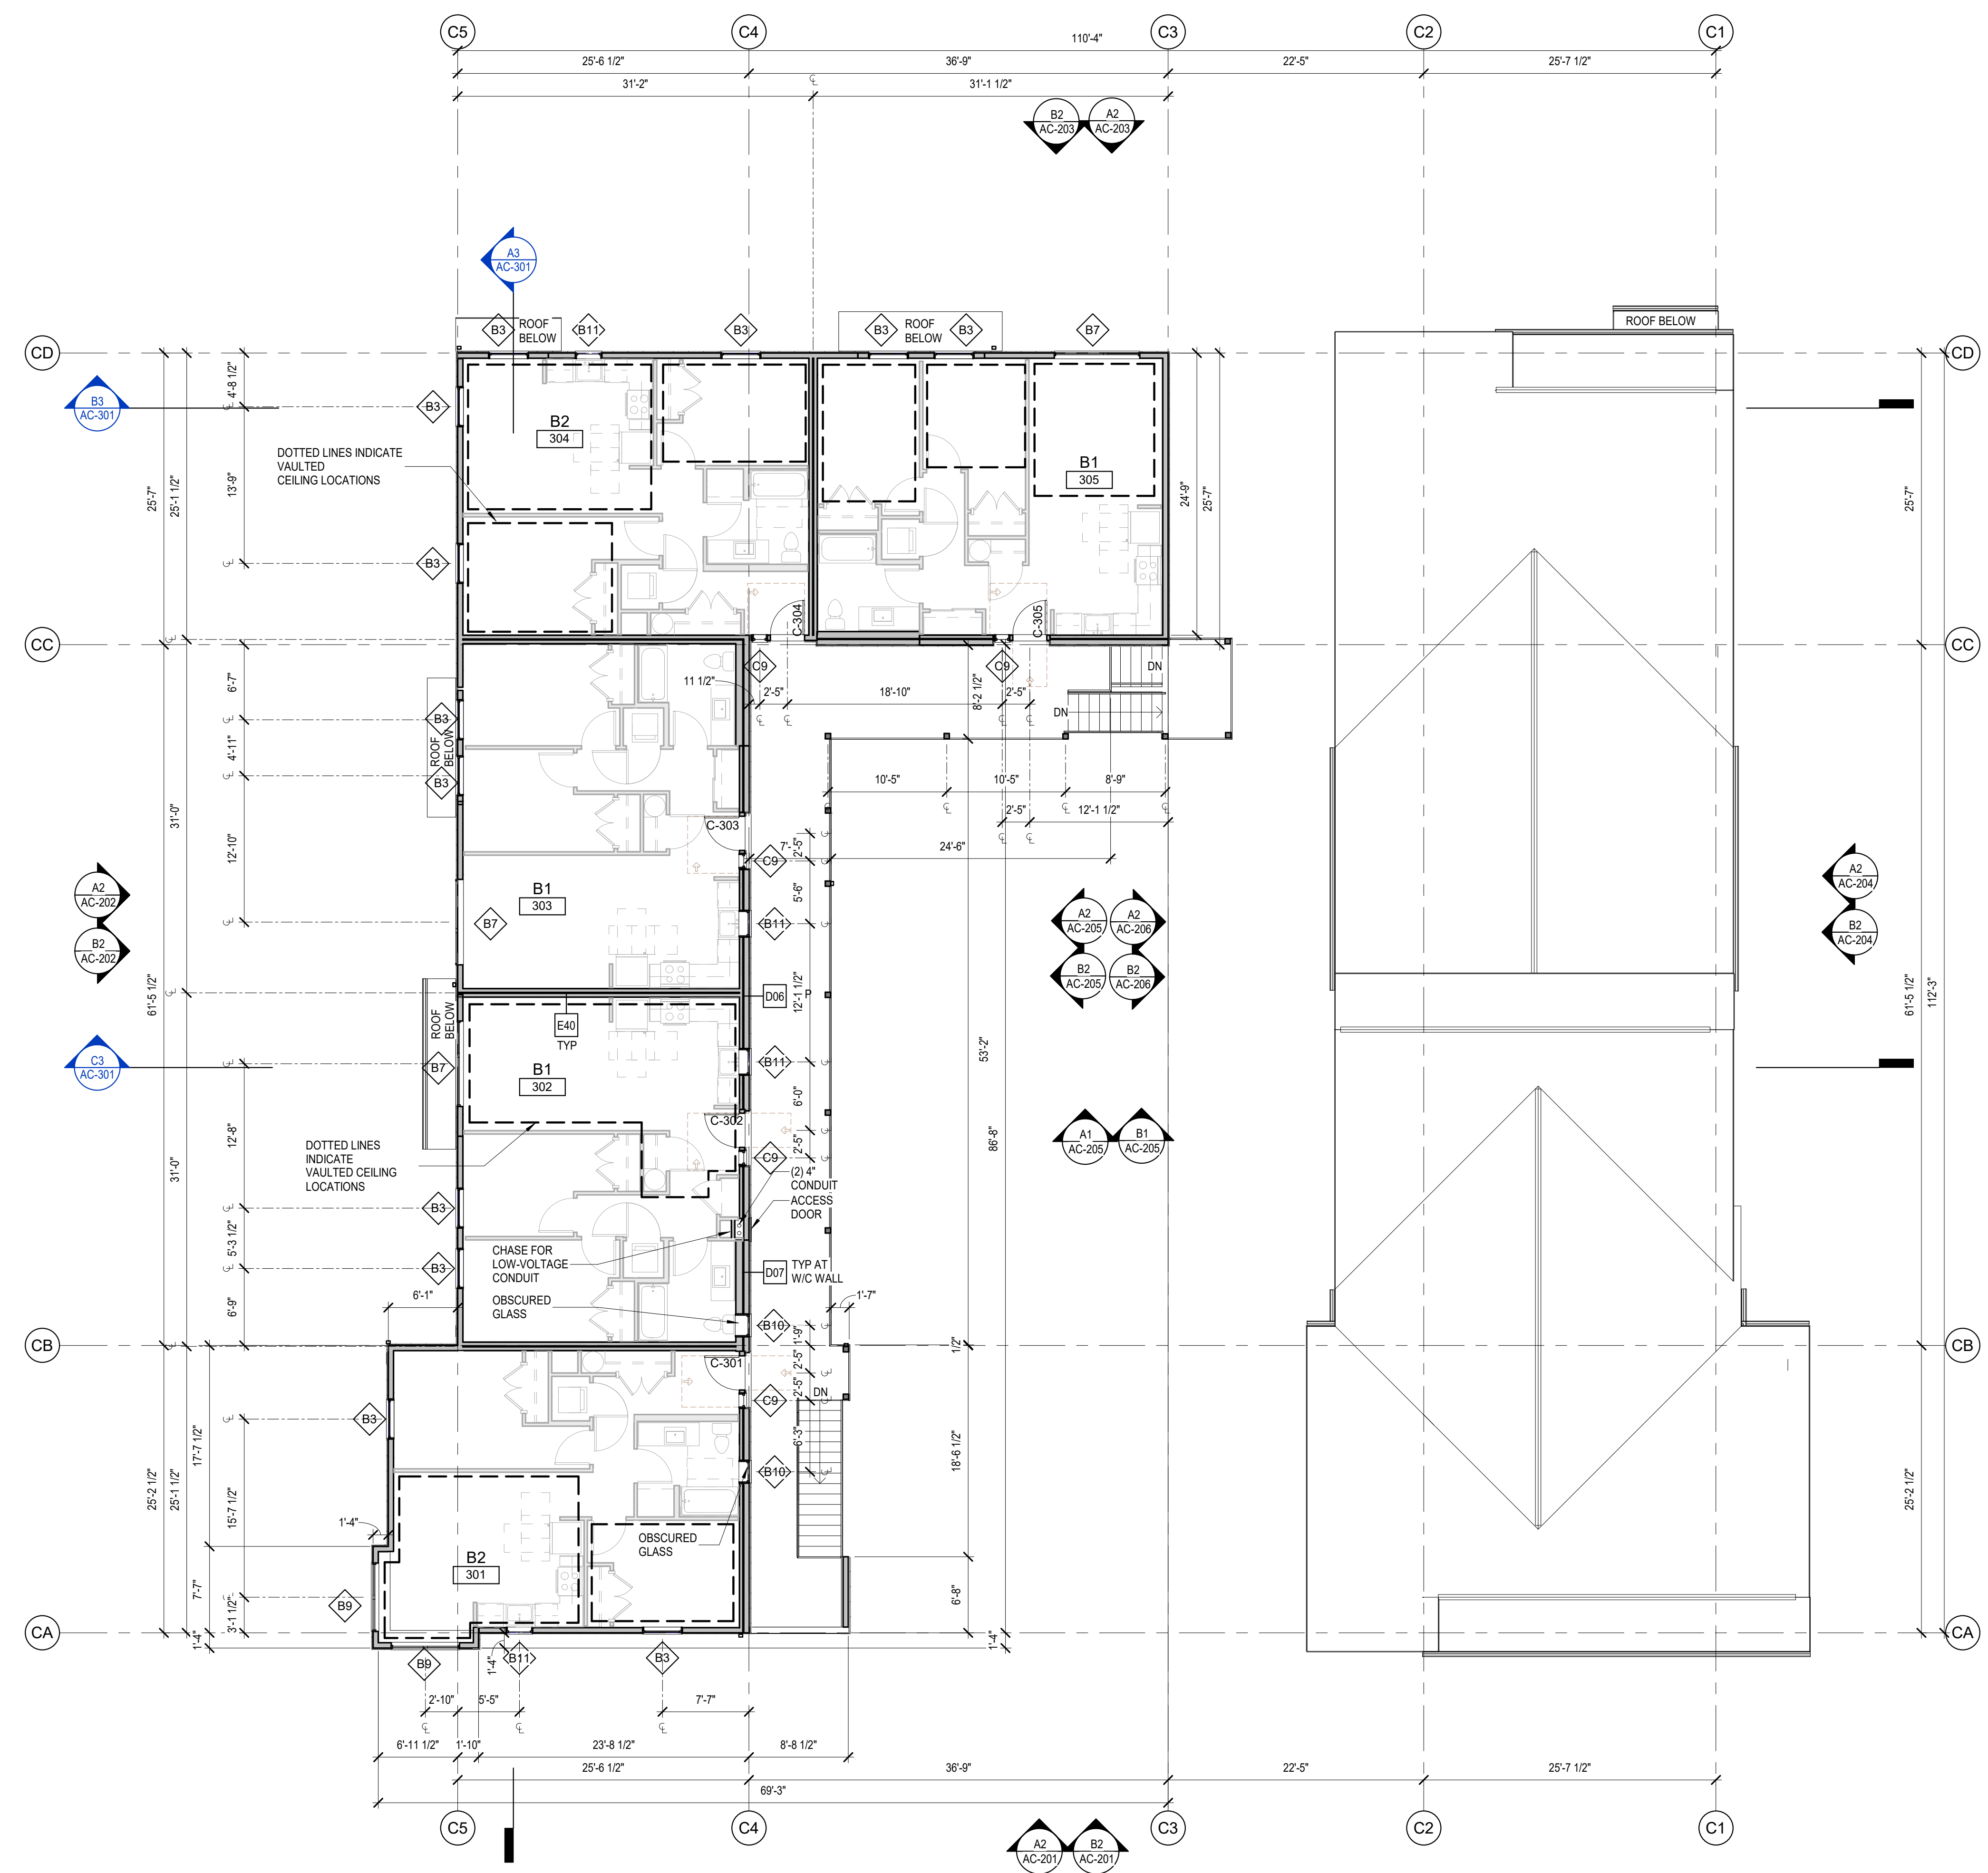 C5
C4
C3
C2
C1
110'-4"
25'-6 1/2"
36'-9"
22'-5"
25'-7 1/2"
31'-2"
31'-1 1/2"
B2
AC-203
A2
AC-203
A3
AC-301
B3
ROOF
BELOW
B11
B3
B3
ROOF
BELOW
B3
B7
ROOF BELOW
CD
CD
B3
AC-301
4'-8 1/2"
B3
B2
304
DOTTED LINES INDICATE
VAULTED
CEILING LOCATIONS
B1
305
25'-7"
25'-1 1/2"
13'-9"
24'-9"
25'-7"
25'-7"
B3
C-304
C-305
CC
CC
C9
C9
DN
DN
11 1/2"
2'-5"
18'-10"
8'-2 1/2"
2'-5"
6'-7"
B3
ROOF
BELOW
4'-11"
B3
10'-5"
10'-5"
8'-9"
2'-5"
12'-1 1/2"
31'-0"
12'-10"
C-303
7'-
2'-5"
24'-6"
C9
5'-6"
B1
303
B7
B11
A2
AC-202
B2
AC-202
A2
AC-205
A2
AC-206
B2
AC-205
B2
AC-206
A2
AC-204
B2
AC-204
61'-5 1/2"
D06
P
12'-1 1/2"
E40
TYP
ROOF
BELOW
61'-5 1/2"
112'-3"
C3
AC-301
B7
B1
302
B11
53'-2"
6'-0"
C-302
2'-5"
C9
12'-8"
31'-0"
DOTTED LINES
INDICATE
VAULTED CEILING
LOCATIONS
(2) 4"
CONDUIT
ACCESS
DOOR
86'-8"
A1
AC-205
B1
AC-205
B3
5'-3 1/2"
B3
CHASE FOR
LOW-VOLTAGE
CONDUIT
D07
TYP AT
W/C WALL
OBSCURED
GLASS
6'-9"
6'-1"
1'-7"
B10
1'-9"
CB
CB
1/2"
C-301
2'-5"
2'-5"
DN
C9
B3
6'-3"
B10
17'-7 1/2"
25'-2 1/2"
25'-1 1/2"
15'-7 1/2"
18'-6 1/2"
25'-2 1/2"
1'-4"
OBSCURED
GLASS
B2
301
7'-7"
3'-1 1/2"
B9
6'-8"
CA
CA
1'-4"
1'-4"
1'-4"
B9
B11
B3
2'-10"
5'-5"
7'-7"
6'-11 1/2"
1'-10"
23'-8 1/2"
8'-8 1/2"
25'-6 1/2"
36'-9"
22'-5"
25'-7 1/2"
69'-3"
C5
C4
C3
C2
C1
A2
AC-201
B2
AC-201